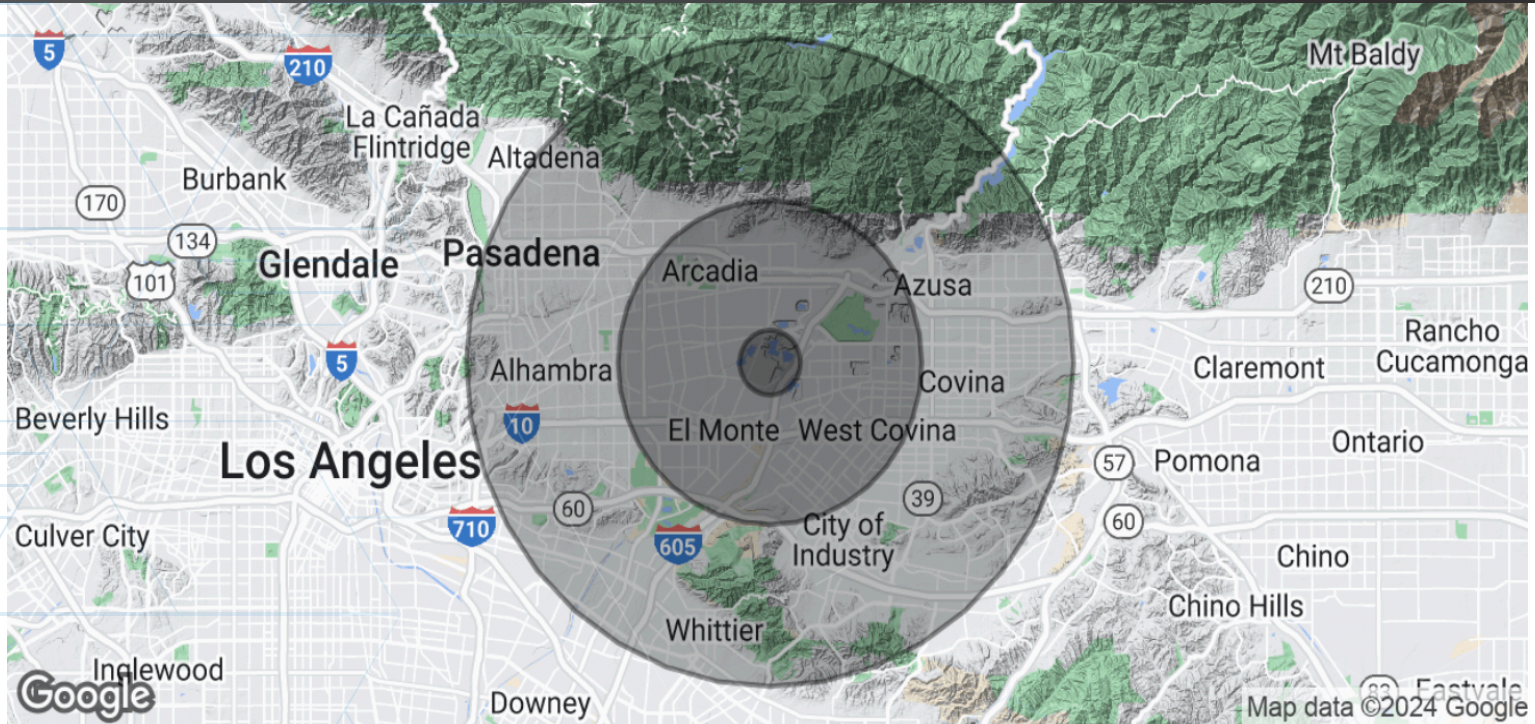 5
210
Mt Baldy
La Cañada
Flintridge
Altadena
Burbank
170
134
Pasadena
Glendale
101
Arcadia
Azusa
210
Rancho
Cucamonga
5
Alhambra
Claremont
Covina
Beverly Hills
10
El Monte
West Covina
Ontario
Los Angeles
57
Pomona
39
60
710
60
Culver City
605
City of
Industry
Chino
Chino Hills
Whittier
Inglewood
Google
Downey
83
Eastvale
Map data ©2024 Google